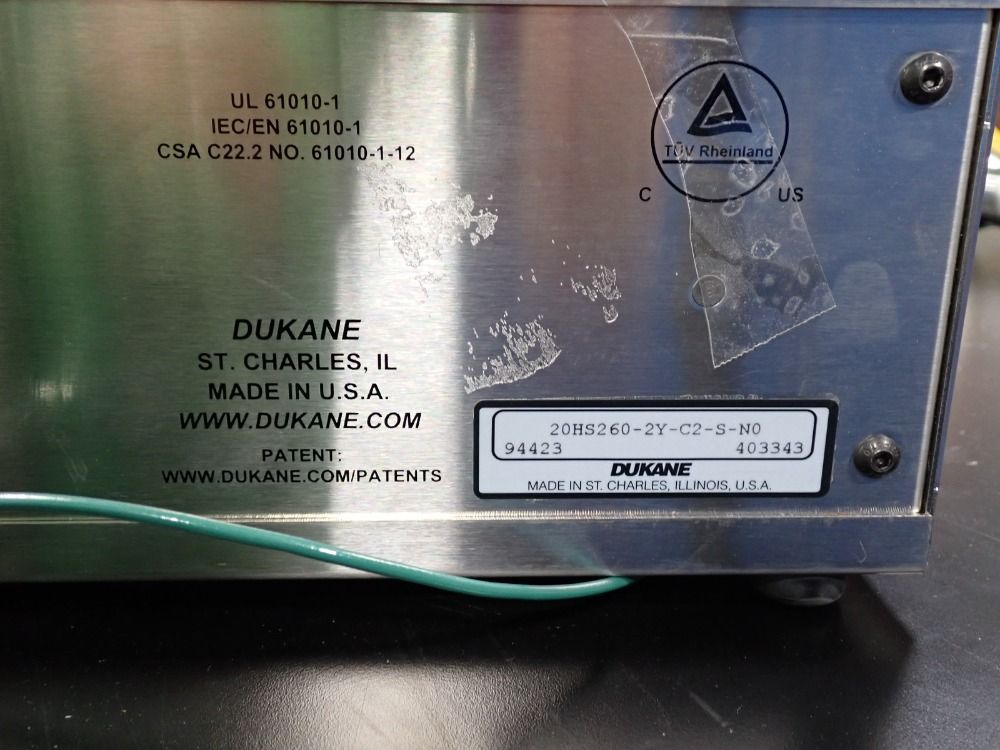 UL 61010-1
IEC/EN 61010-1
CSA C22.2 NO. 61010-1-12
TÜV Rheinland
C US
DUKANE
ST. CHARLES, IL
MADE IN U.S.A.
WWW.DUKANE.COM
PATENT:
WWW.DUKANE.COM/PATENTS
20HS260-2Y-C2-S-N0
94423 403343
DUKANE
MADE IN ST. CHARLES, ILLINOIS, U.S.A.